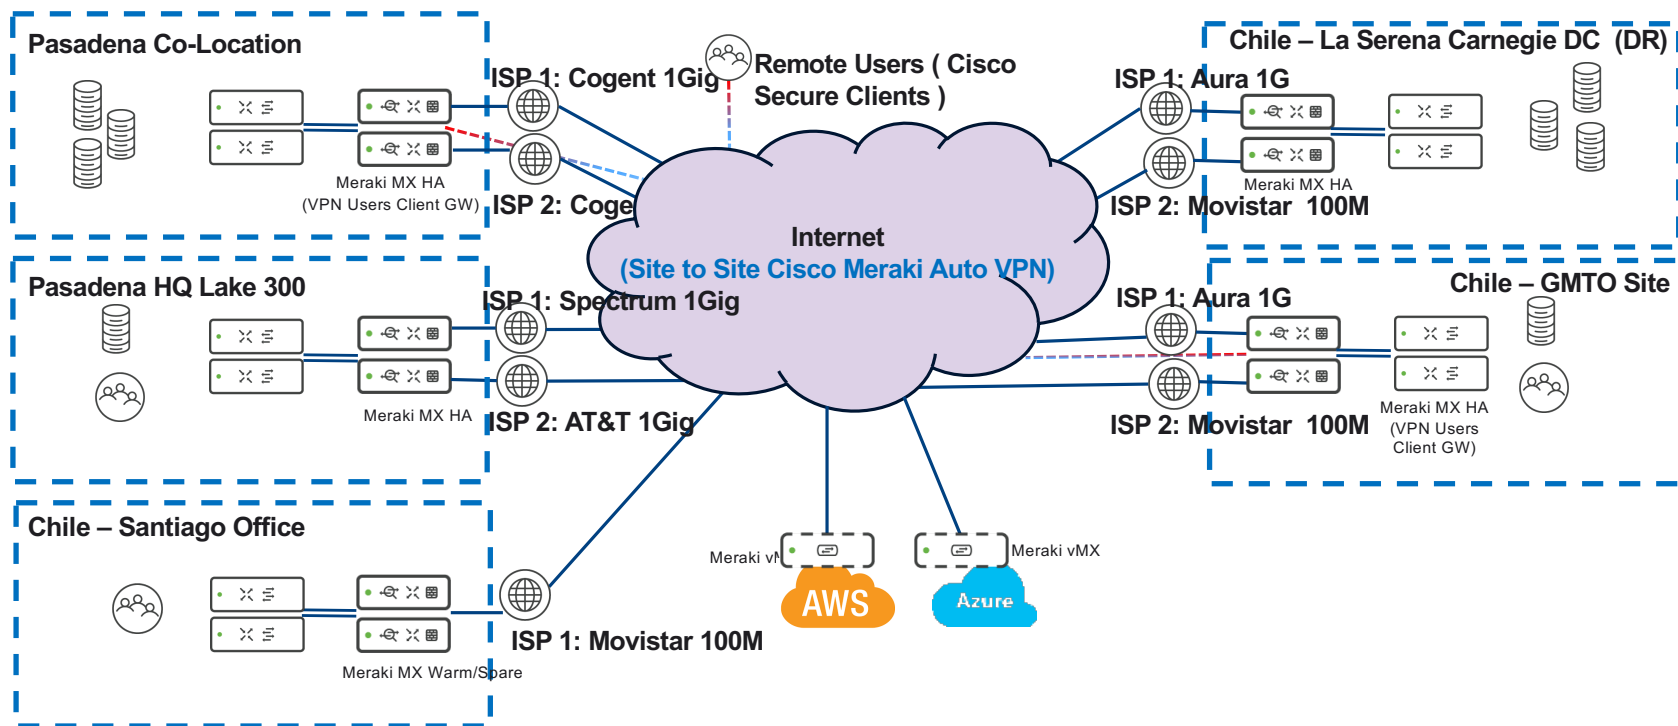 Pasadena Co-Location
ISP 1: Cogent 1Gig
Meraki MX HA
(VPN Users Client GW)
ISP 2: Coge
Remote Users ( Cisco
Secure Clients )
Chile – La Serena Carnegie DC (DR)
ISP 1: Aura 1G
Meraki MX HA
ISP 2: Movistar 100M
Internet
(Site to Site Cisco Meraki Auto VPN)
Pasadena HQ Lake 300
ISP 1: Spectrum 1Gig
Meraki MX HA
ISP 2: AT&T 1Gig
Chile – GMTO Site
ISP 1: Aura 1G
Meraki MX HA
(VPN Users
Client GW)
ISP 2: Movistar 100M
Chile – Santiago Office
Meraki MX Warm/Spare
ISP 1: Movistar 100M
Meraki
AWS
Meraki vMX
Azure